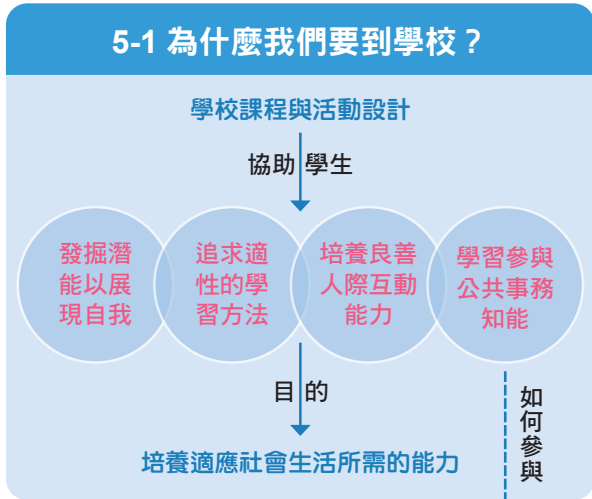 5-1 為什麼我們要到學校？
學校課程與活動設計
協助 學生
發掘潛
能以展
現自我
追求適
性的學
習方法
培養良善
人際互動
能力
學習參與
公共事務
知能
目的
如何參與
培養適應社會生活所需的能力